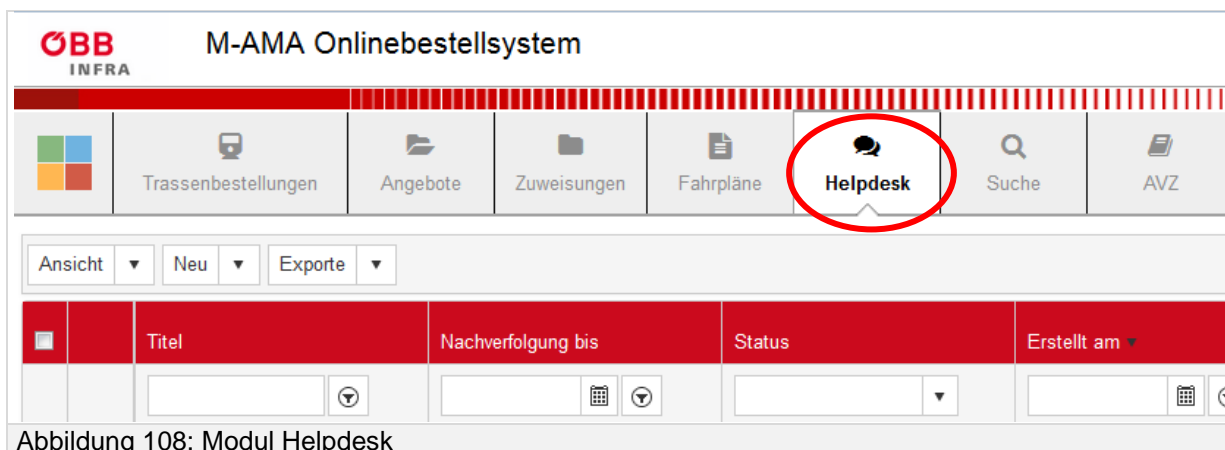 ÖBB M-AMA Onlinebestellsystem
INFRA
Trassenbestellungen Angebote Zuweisungen Fahrpläne Helpdesk Suche AVZ
Ansicht Neu Exporte
Titel Nachverfolgung bis Status Erstellt am
Abbildung 108: Modul Helpdesk